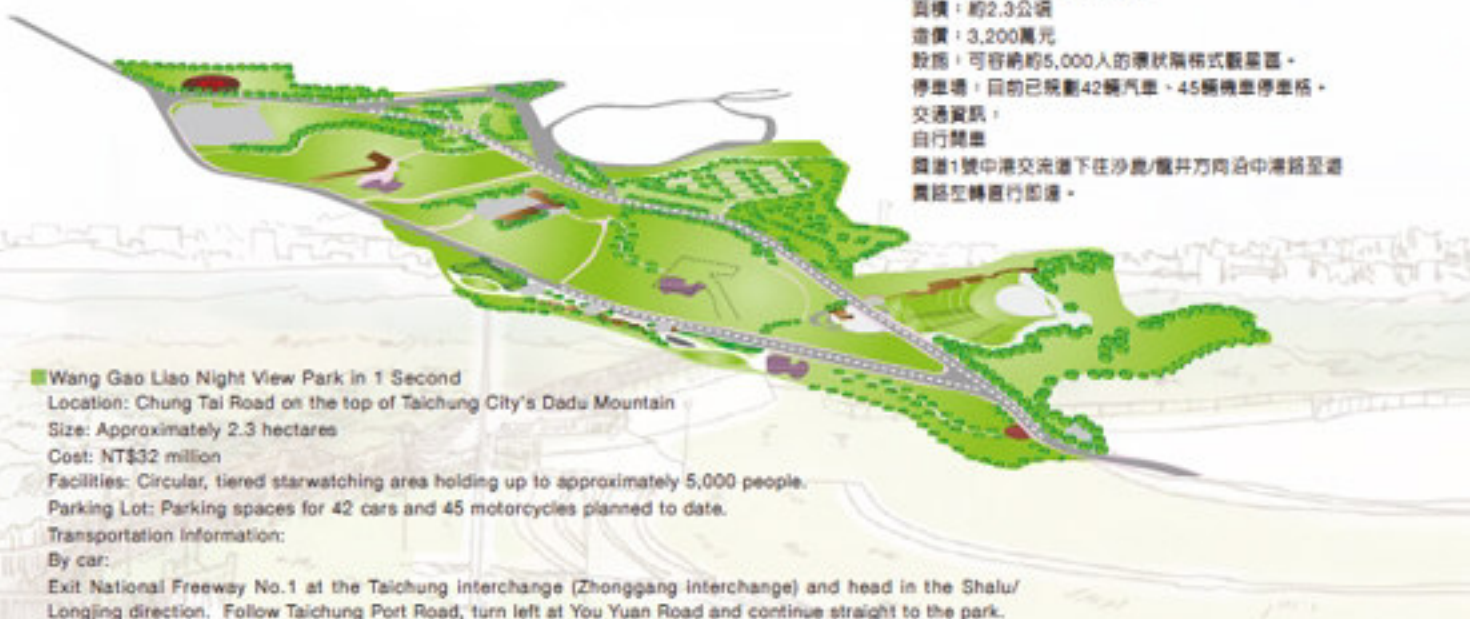 面積：約2.3公頃
造價：3,200萬元
設施：可容納約5,000人的環狀階梯式觀星區。
停車場：目前已規劃42輛汽車、45輛機車停車格。
交通資訊：
自行開車
國道1號中港交流道下往沙鹿/龍井方向沿中港路至遊
園路左轉直行即達。
Wang Gao Liao Night View Park in 1 Second
Location: Chung Tai Road on the top of Taichung City's Dadu Mountain
Size: Approximately 2.3 hectares
Cost: NT$32 million
Facilities: Circular, tiered starwatching area holding up to approximately 5,000 people.
Parking Lot: Parking spaces for 42 cars and 45 motorcycles planned to date.
Transportation Information:
By car:
Exit National Freeway No.1 at the Taichung interchange (Zhonggang interchange) and head in the Shalu/
Longjing direction. Follow Taichung Port Road, turn left at You Yuan Road and continue straight to the park.